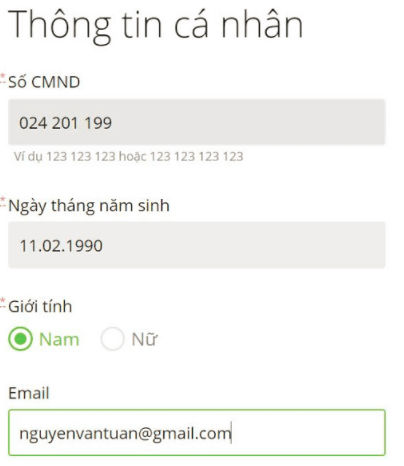 Thông tin cá nhân
* Số CMND
024 201 199
Ví dụ 123 123 123 hoặc 123 123 123 123
* Ngày tháng năm sinh
11.02.1990
* Giới tính
Nam Nữ
Email
nguyenvantuan@gmail.com